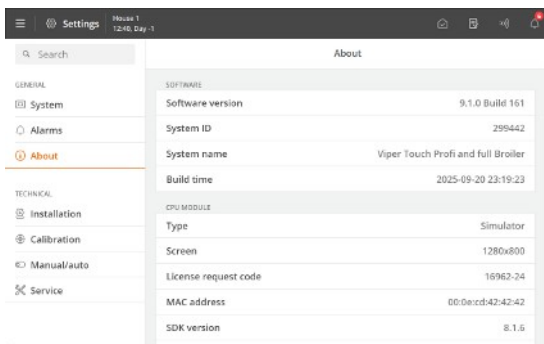 Settings
House 1
12:40, Day -1
Search
About
GENERAL
System
Alarms
About
TECHNICAL
Installation
Calibration
Manual/auto
Service
SOFTWARE
Software version 9.1.0 Build 161
System ID 299442
System name Viper Touch Profi and full Broiler
Build time 2025-09-20 23:19:23
CPU MODULE
Type Simulator
Screen 1280x800
License request code 16962-24
MAC address 00:0e:cd:42:42:42
SDK version 8.1.6